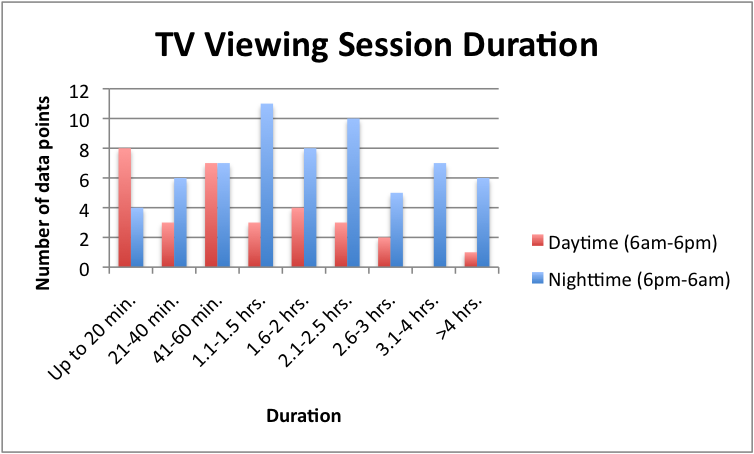 TV Viewing Session Duration
Number of data points
12
10
8
6
4
2
0
Up to 20 min.
21-40 min.
41-60 min.
1.1-1.5 hrs.
1.6-2 hrs.
2.1-2.5 hrs.
2.6-3 hrs.
3.1-4 hrs.
>4 hrs.
Duration
Daytime (6am-6pm)
Nighttime (6pm-6am)